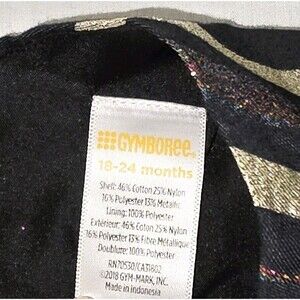 GYMBOREE
18-24 months
Shell: 46% Cotton 25% Nylon
16% Polyester 13% Metallic
Lining: 100% Polyester
Extérieur: 46% Coton 25% Nylon
16% Polyester 13% Fibre Métallique
Doublure: 100% Polyester
RN70530/CA31802
©2018 GYM-MARK, INC.
Made in Indonesia